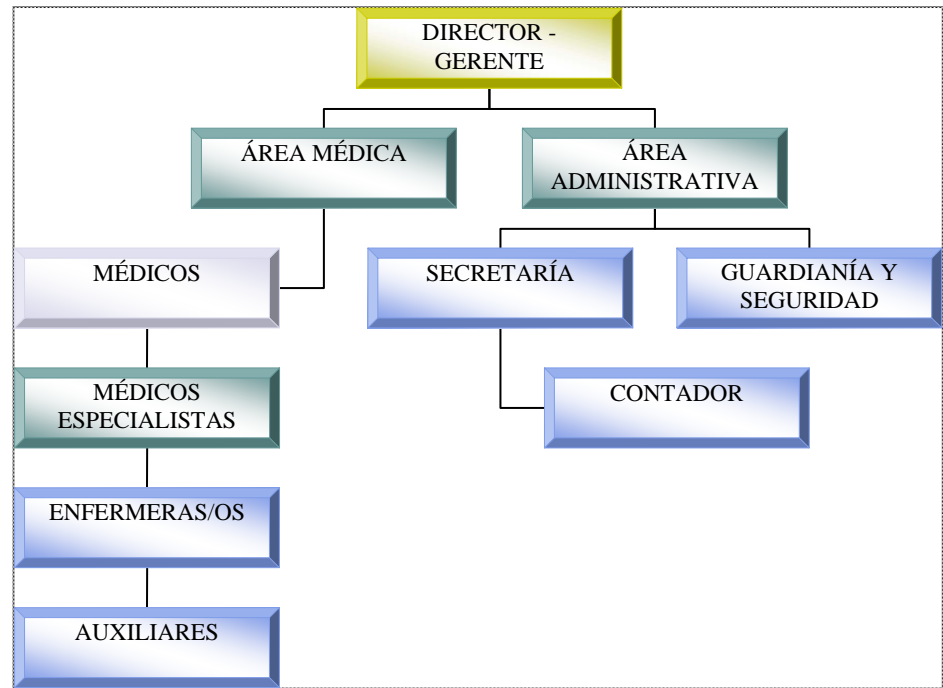 DIRECTOR -
GERENTE
ÁREA MÉDICA
ÁREA
ADMINISTRATIVA
MÉDICOS
SECRETARÍA
GUARDIANÍA Y
SEGURIDAD
MÉDICOS
ESPECIALISTAS
CONTADOR
ENFERMERAS/OS
AUXILIARES